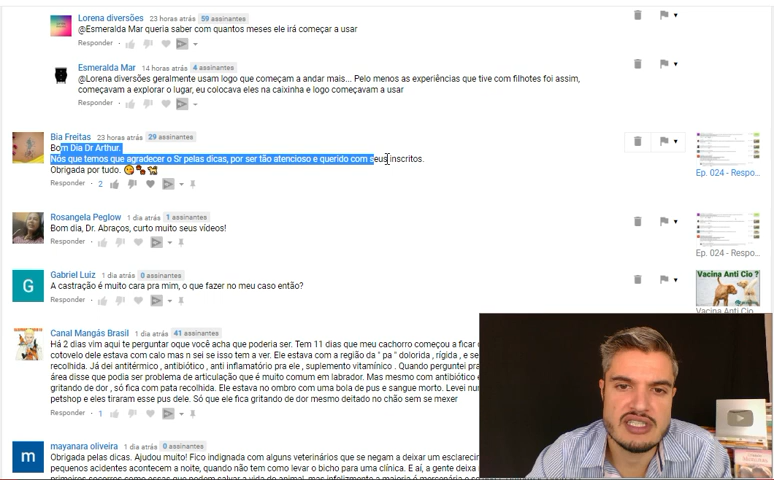 Lorena diversões 23 horas atrás 59 assinantes
@Esmeralda Mar queria saber com quantos meses ele irá começar a usar
Responder
Esmeralda Mar 14 horas atrás 4 assinantes
@Lorena diversões geralmente usam logo que começam a andar mais... Pelo menos as experiências que tive com filhotes foi assim,
começavam a explorar o lugar, eu colocava eles na caixinha e logo começavam a usar
Responder
Bia Freitas 23 horas atrás 29 assinantes
Bom Dia Dr Arthur.
Nós que temos que agradecer o Sr pelas dicas, por ser tão atencioso e querido com seus inscritos.
Obrigada por tudo.
Responder 2
Ep. 024 - Respo...
Rosangela Peglow 1 dia atrás 1 assinantes
Bom dia, Dr. Abraços, curto muito seus vídeos!
Responder
Ep. 024 - Respo...
G
Gabriel Luiz 1 dia atrás 0 assinantes
A castração é muito cara pra mim, o que fazer no meu caso então?
Responder
Vacina Anti Cio ?
Canal Mangás Brasil 1 dia atrás 41 assinantes
Há 2 dias vim aqui te perguntar oque você acha que poderia ser. Tem 11 dias que meu cachorro começou a ficar
cotovelo dele estava com calo mas n sei se isso tem a ver. Ele estava com a região da " pa " dolorida , rígida , e se
recolhida. Já dei antitérmico , antibiótico , anti inflamatório pra ele , suplemento vitamínico . Quando perguntei pra
área disse que podia ser problema de articulação que é muito comum em labrador. Mas mesmo com antibiótico e
gritando de dor , só fica com pata recolhida. Ele estava no ombro com uma bola de pus e sangue morto. Levei num
petshop e eles tiraram esse pus dele. Só que ele fica gritando de dor mesmo deitado no chão sem se mexer
Responder 1
m
mayanara oliveira 1 dia atrás 0 assinantes
Obrigada pelas dicas. Ajudou muito! Fico indignada com alguns veterinários que se negam a deixar um esclarecim
pequenos acidentes acontecem a noite, quando não tem como levar o bicho para uma clínica. E aí, a gente deixa